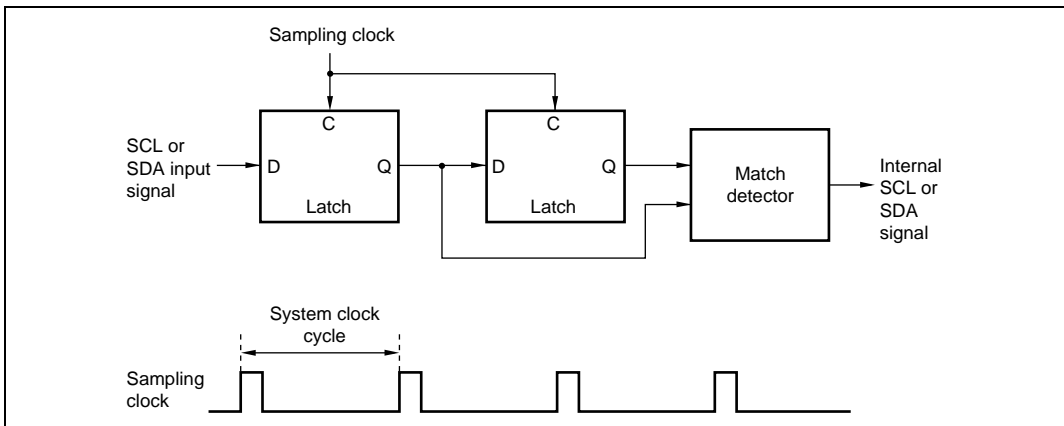 Sampling clock
C
C
SCL or
SDA input
signal
D
Q
D
Q
Latch
Latch
Match
detector
Internal
SCL or
SDA
signal
System clock
cycle
Sampling
clock